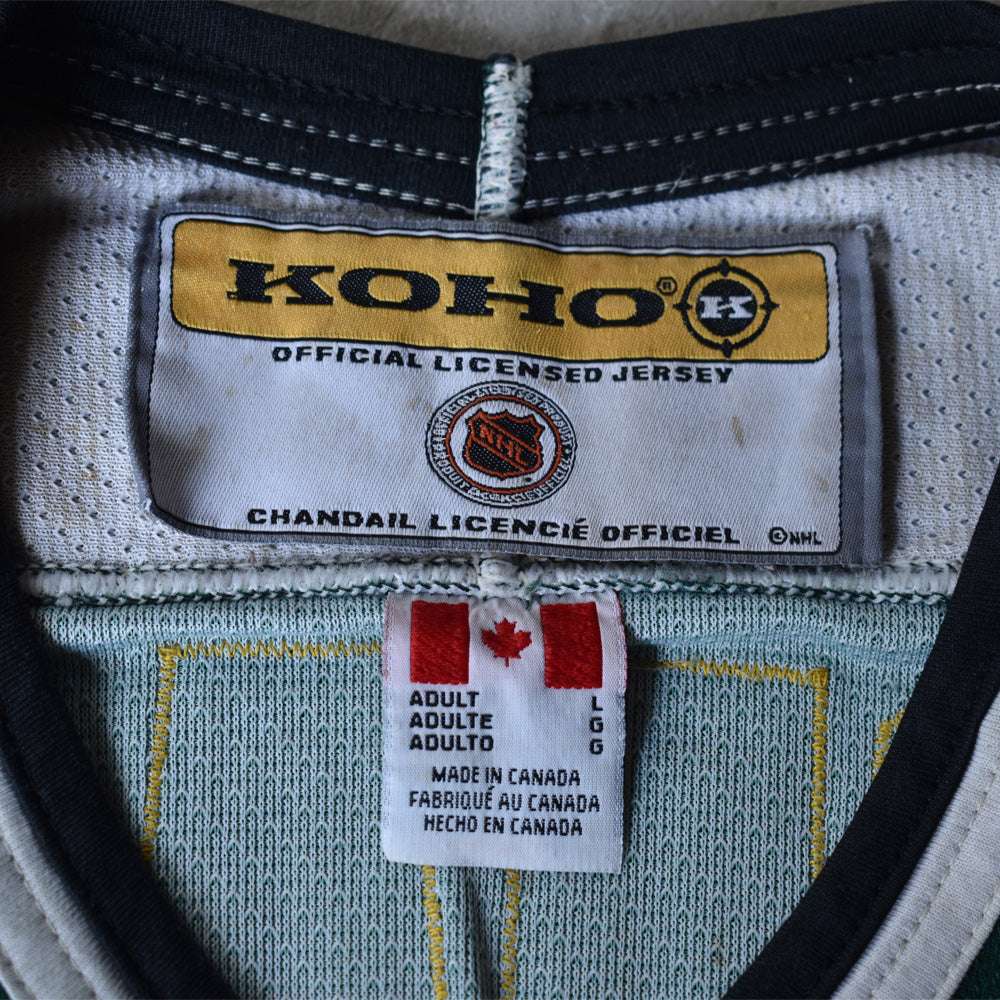 KOHO® K
OFFICIAL LICENSED JERSEY
NHL
CHANDAIL LICENCIÉ OFFICIEL ©NHL
ADULT L
ADULTE G
ADULTO G
MADE IN CANADA
FABRIQUÉ AU CANADA
HECHO EN CANADA